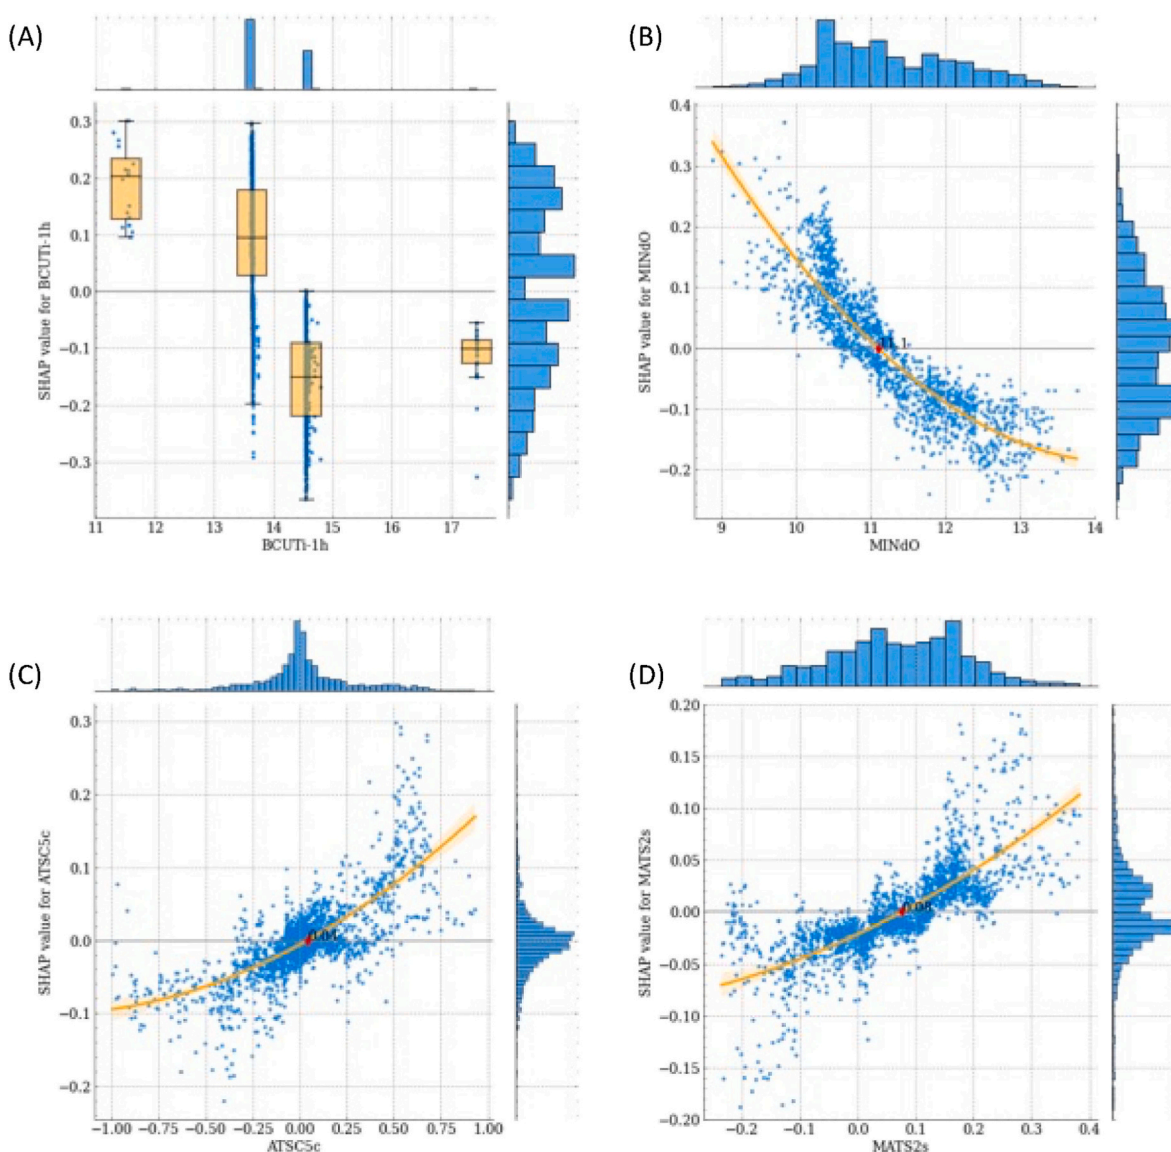 (A)
0.3
0.2
0.1
0.0
−0.1
−0.2
−0.3
SHAP value for BCUTi-1h
11 12 13 14 15 16 17
BCUTi-1h
(B)
0.4
0.3
0.2
0.1
0.0
−0.1
−0.2
SHAP value for MINdO
11.1
9 10 11 12 13 14
MINdO
(C)
0.3
0.2
0.1
0.0
−0.1
−0.2
SHAP value for ATSC5c
0.04
−1.00 −0.75 −0.50 −0.25 0.00 0.25 0.50 0.75 1.00
ATSC5c
(D)
0.20
0.15
0.10
0.05
0.00
−0.05
−0.10
−0.15
−0.20
SHAP value for MATS2s
0.08
−0.2 −0.1 0.0 0.1 0.2 0.3 0.4
MATS2s